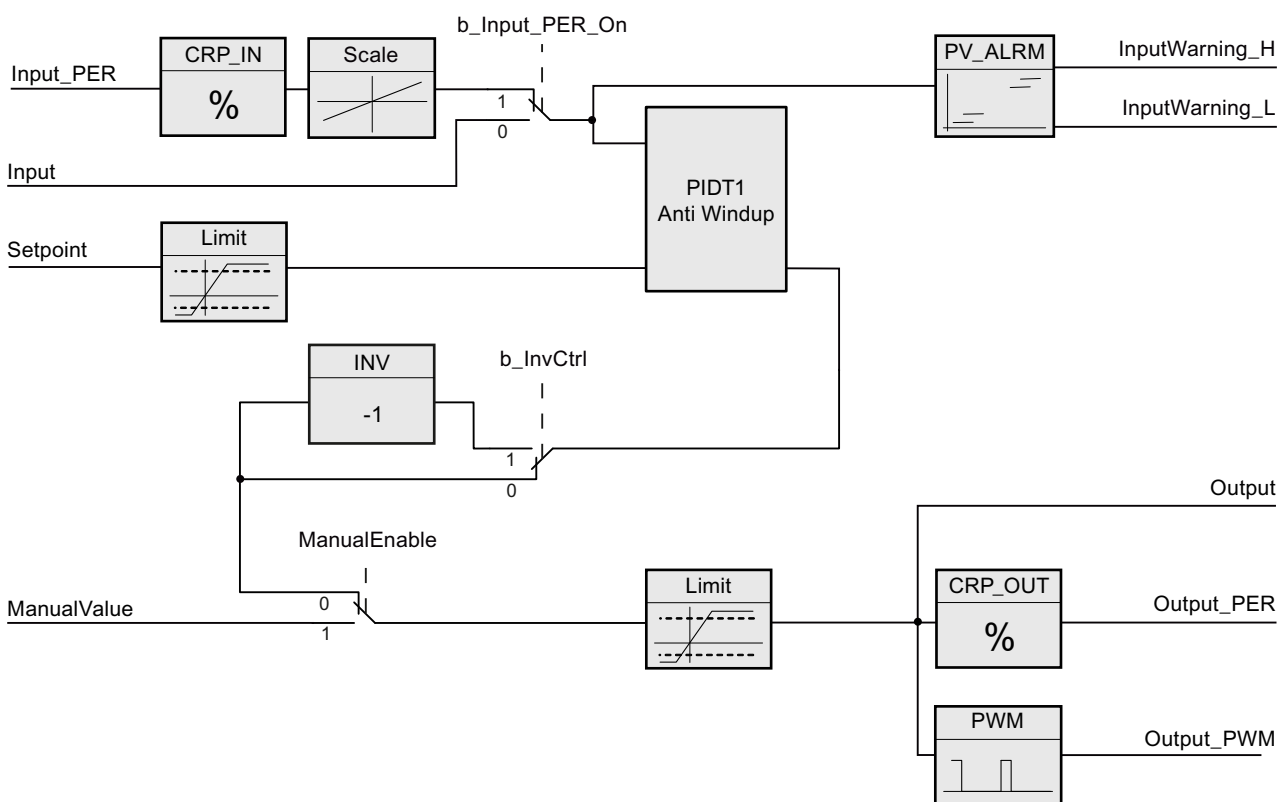 b_Input_PER_On
CRP_IN
Scale
PV_ALRM
InputWarning_H
Input_PER
%
1
0
InputWarning_L
Input
PIDT1
Anti Windup
Setpoint
Limit
INV
-1
b_InvCtrl
1
0
Output
ManualEnable
ManualValue
0
1
Limit
CRP_OUT
%
Output_PER
PWM
Output_PWM